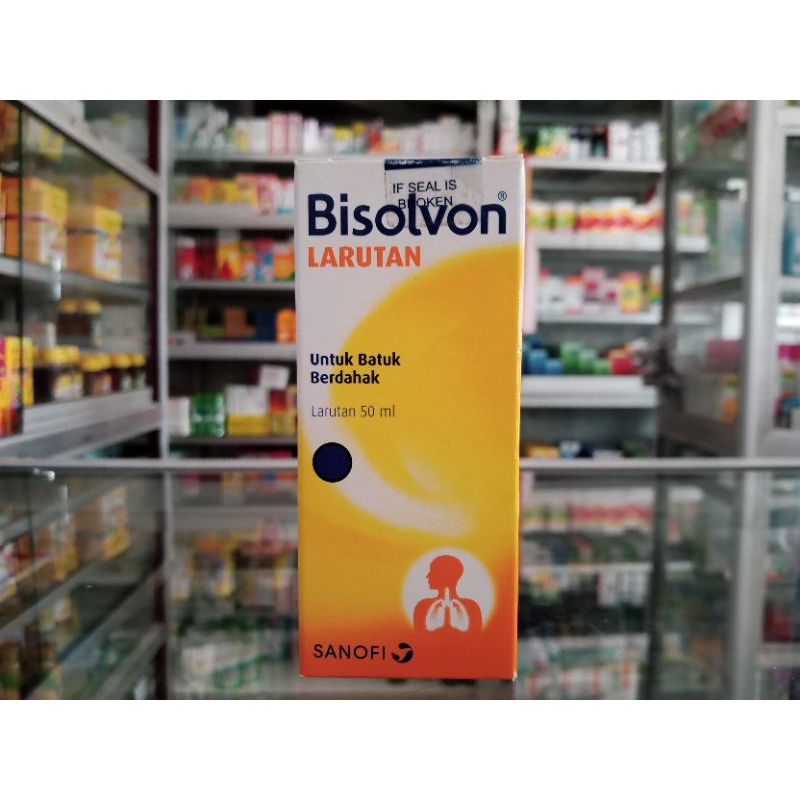 IF SEAL IS
BROKEN
Bisolvon®
LARUTAN
Untuk Batuk
Berdahak
Larutan 50 ml
SANOFI